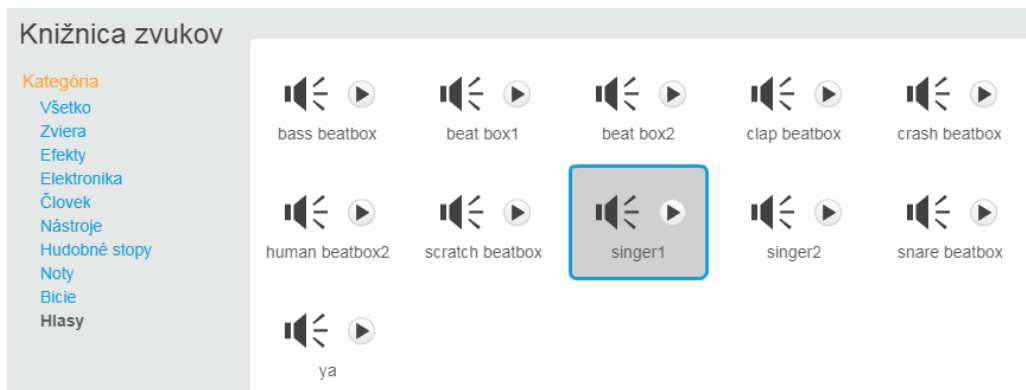 Knižnica zvukov
Kategória
Všetko
Zviera
Efekty
Elektronika
Človek
Nástroje
Hudobné stopy
Noty
Bicie
Hlasy
bass beatbox
beat box1
beat box2
clap beatbox
crash beatbox
human beatbox2
scratch beatbox
singer1
singer2
snare beatbox
ya